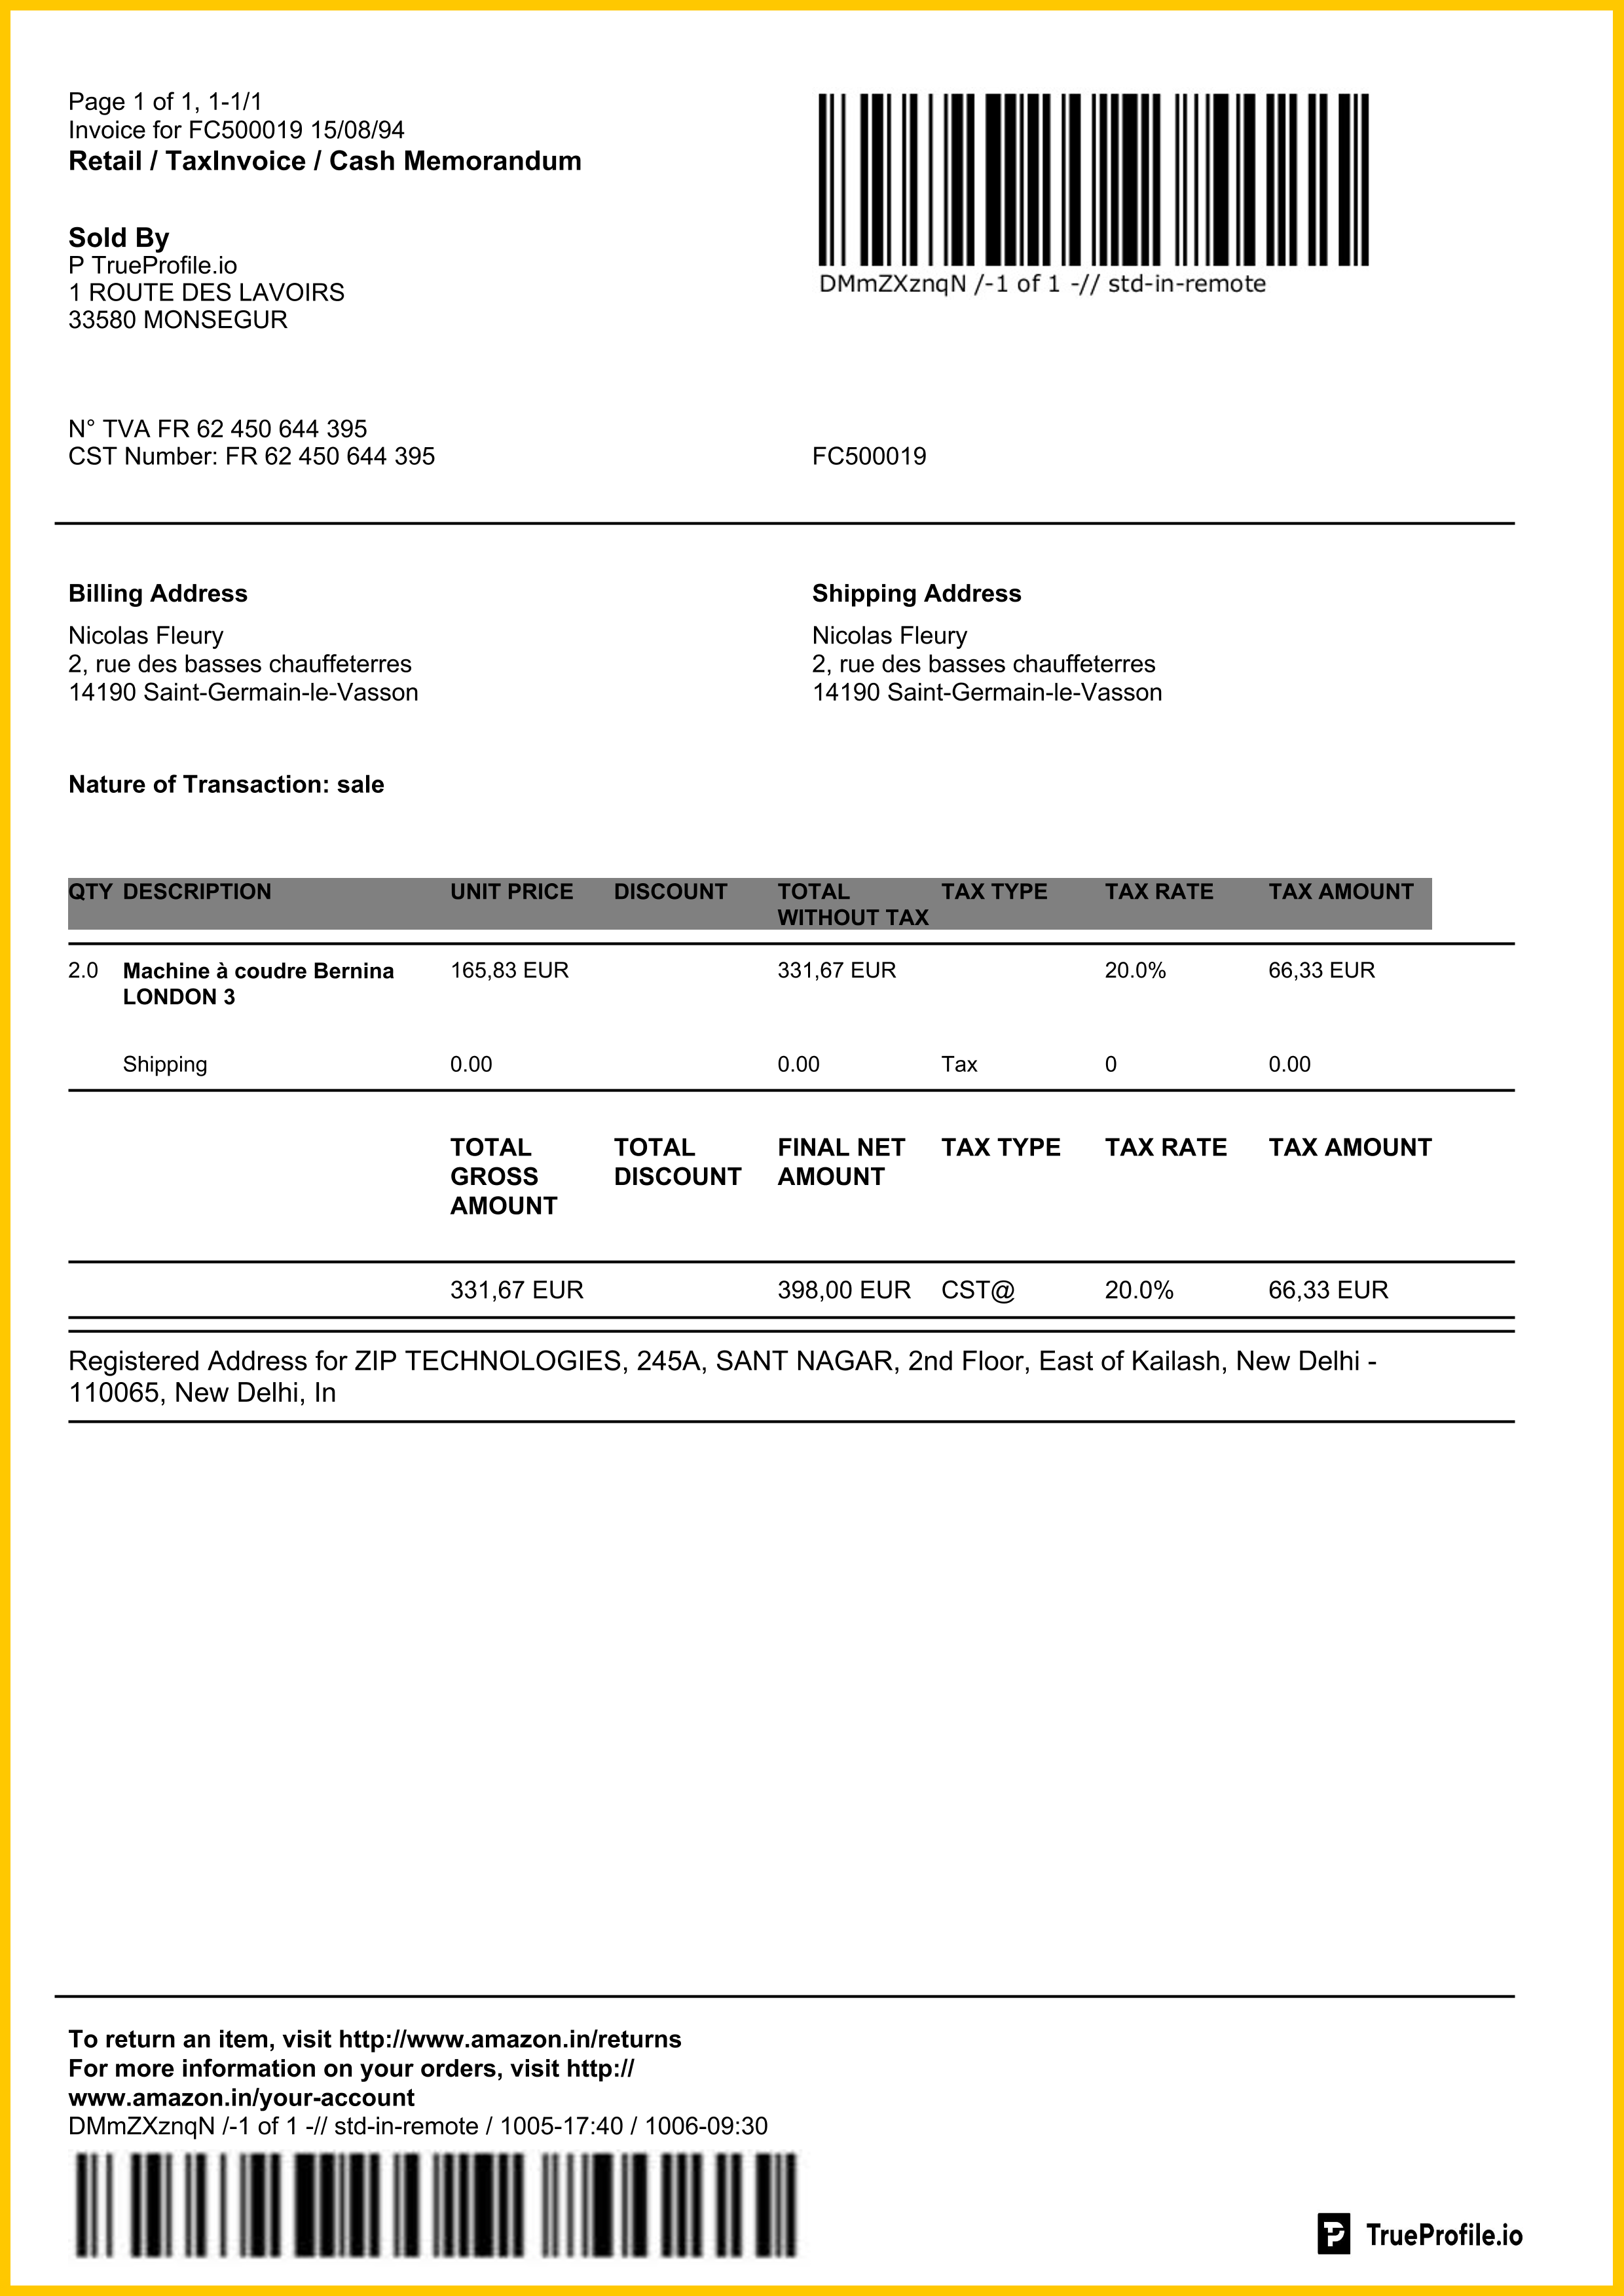 Page 1 of 1, 1-1/1
Invoice for FC500019 15/08/94
Retail / TaxInvoice / Cash Memorandum
DMmZXznqN /-1 of 1 -// std-in-remote
Sold By
P TrueProfile.io
1 ROUTE DES LAVOIRS
33580 MONSEGUR
N° TVA FR 62 450 644 395
CST Number: FR 62 450 644 395 FC500019
Billing Address Shipping Address
Nicolas Fleury Nicolas Fleury
2, rue des basses chauffeterres 2, rue des basses chauffeterres
14190 Saint-Germain-le-Vasson 14190 Saint-Germain-le-Vasson
Nature of Transaction: sale
QTY DESCRIPTION UNIT PRICE DISCOUNT TOTAL TAX TYPE TAX RATE TAX AMOUNT
WITHOUT TAX
2.0 Machine à coudre Bernina 165,83 EUR 331,67 EUR 20.0% 66,33 EUR
LONDON 3
Shipping 0.00 0.00 Tax 0 0.00
TOTAL TOTAL FINAL NET TAX TYPE TAX RATE TAX AMOUNT
GROSS DISCOUNT AMOUNT
AMOUNT
331,67 EUR 398,00 EUR CST@ 20.0% 66,33 EUR
Registered Address for ZIP TECHNOLOGIES, 245A, SANT NAGAR, 2nd Floor, East of Kailash, New Delhi -
110065, New Delhi, In
To return an item, visit http://www.amazon.in/returns
For more information on your orders, visit http://
www.amazon.in/your-account
DMmZXznqN /-1 of 1 -// std-in-remote / 1005-17:40 / 1006-09:30
TrueProfile.io